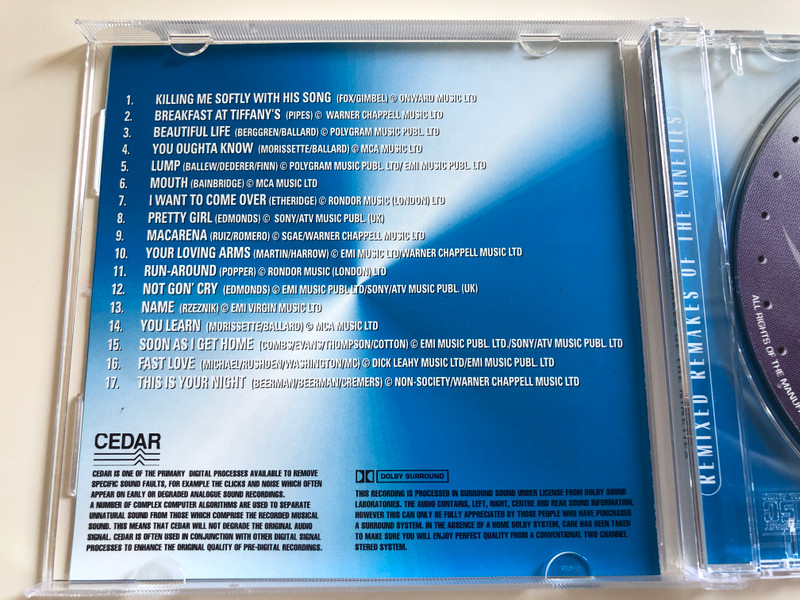 1. KILLING ME SOFTLY WITH HIS SONG (FOX/GIMBEL) © ONWARD MUSIC LTD
2. BREAKFAST AT TIFFANY'S (PIPES) © WARNER CHAPPELL MUSIC LTD
3. BEAUTIFUL LIFE (BERGGREN/BALLARD) © POLYGRAM MUSIC PUBL. LTD
4. YOU OUGHTA KNOW (MORISSETTE/BALLARD) © MCA MUSIC LTD
5. LUMP (BALLEW/DEDERER/FINN) © POLYGRAM MUSIC PUBL. LTD/ EMI MUSIC PUBL. LTD
6. MOUTH (BAINBRIDGE) © MCA MUSIC LTD
7. I WANT TO COME OVER (ETHERIDGE) © RONDOR MUSIC (LONDON) LTD
8. PRETTY GIRL (EDMONDS) © SONY/ATV MUSIC PUBL. (UK)
9. MACARENA (RUIZ/ROMERO) © SGAE/WARNER CHAPPELL MUSIC LTD
10. YOUR LOVING ARMS (MARTIN/HARROW) © EMI MUSIC LTD/WARNER CHAPPELL MUSIC LTD
11. RUN-AROUND (POPPER) © RONDOR MUSIC (LONDON) LTD
12. NOT GON' CRY (EDMONDS) © EMI MUSIC PUBL. LTD/SONY/ATV MUSIC PUBL. (UK)
13. NAME (RZEZNIK) © EMI VIRGIN MUSIC LTD
14. YOU LEARN (MORISSETTE/BALLARD) © MCA MUSIC LTD
15. SOON AS I GET HOME (COMBS/EVANS/THOMPSON/COTTON) © EMI MUSIC PUBL. LTD./SONY/ATV MUSIC PUBL. LTD
16. FAST LOVE (MICHAEL/RUSHDEN/WASHINGTON/MC) © DICK LEAHY MUSIC LTD/EMI MUSIC PUBL. LTD
17. THIS IS YOUR NIGHT (BEERMAN/BEERMAN/CREMERS) © NON-SOCIETY/WARNER CHAPPELL MUSIC LTD
CEDAR
CEDAR IS ONE OF THE PRIMARY DIGITAL PROCESSES AVAILABLE TO REMOVE
SPECIFIC SOUND FAULTS, FOR EXAMPLE THE CLICKS AND NOISE WHICH OFTEN
APPEAR ON EARLY OR DEGRADED ANALOGUE SOUND RECORDINGS.
A NUMBER OF COMPLEX COMPUTER ALGORITHMS ARE USED TO SEPARATE
UNNATURAL SOUND FROM THOSE WHICH COMPRISE THE RECORDED MUSICAL
SOUND. THIS MEANS THAT CEDAR WILL NOT DEGRADE THE ORIGINAL AUDIO
SIGNAL. CEDAR IS OFTEN USED IN CONJUNCTION WITH OTHER DIGITAL SIGNAL
PROCESSES TO ENHANCE THE ORIGINAL QUALITY OF PRE-DIGITAL RECORDINGS.
DOLBY SURROUND
THIS RECORDING IS PROCESSED IN SURROUND SOUND UNDER LICENSE FROM DOLBY SOUND
LABORATORIES. THE AUDIO CONTAINS, LEFT, RIGHT, CENTRE AND REAR SOUND INFORMATION,
HOWEVER THIS CAN ONLY BE FULLY APPRECIATED BY THOSE PEOPLE WHO HAVE PURCHASED
A SURROUND SYSTEM. IN THE ABSENCE OF A HOME DOLBY SYSTEM, CARE HAS BEEN TAKEN
TO MAKE SURE YOU WILL ENJOY PERFECT QUALITY FROM A CONVENTIONAL TWO CHANNEL
STEREO SYSTEM.
REMIXED REMAKES OF THE NINETIES
ALL RIGHTS OF THE MANUF